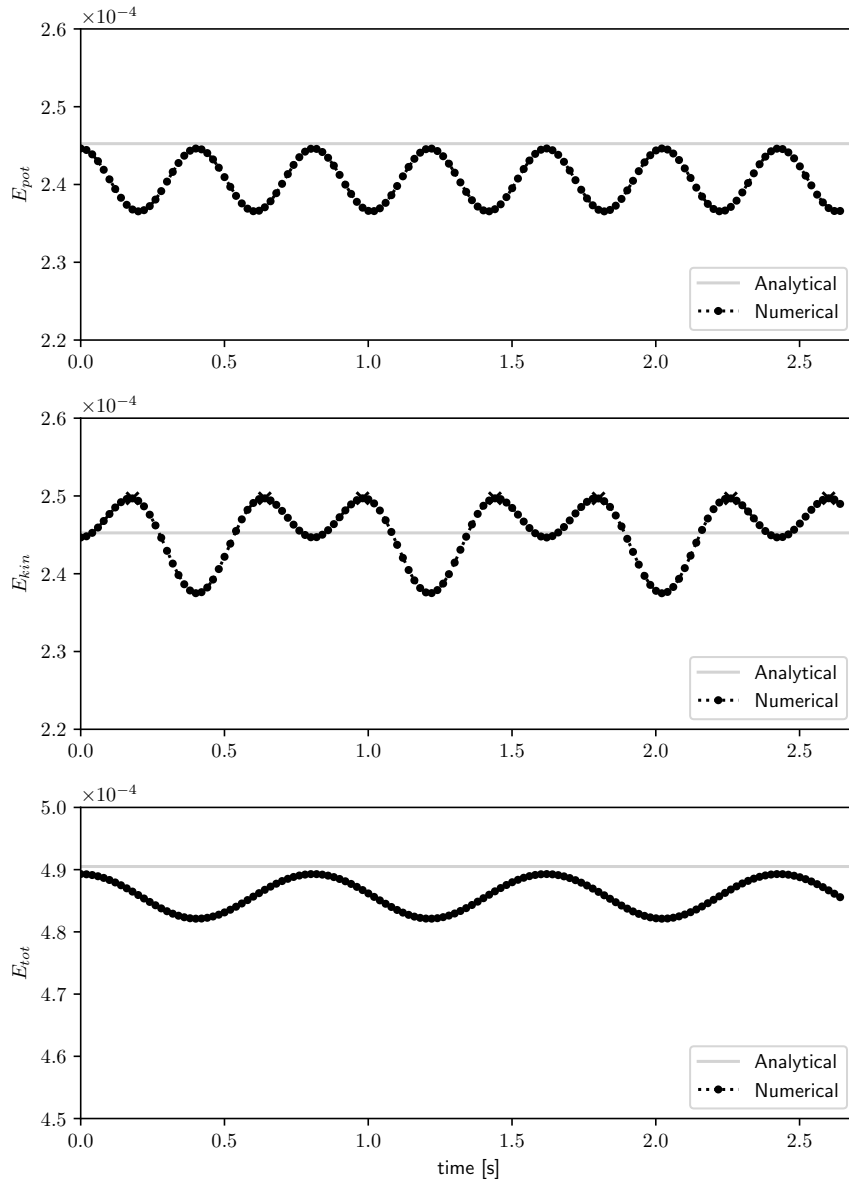 ×10⁻⁴
2.6
2.5
2.4
2.3
2.2
E_pot
Analytical
Numerical
0.0 0.5 1.0 1.5 2.0 2.5
×10⁻⁴
2.6
2.5
2.4
2.3
2.2
E_kin
Analytical
Numerical
0.0 0.5 1.0 1.5 2.0 2.5
×10⁻⁴
5.0
4.9
4.8
4.7
4.6
4.5
E_tot
Analytical
Numerical
0.0 0.5 1.0 1.5 2.0 2.5
time [s]